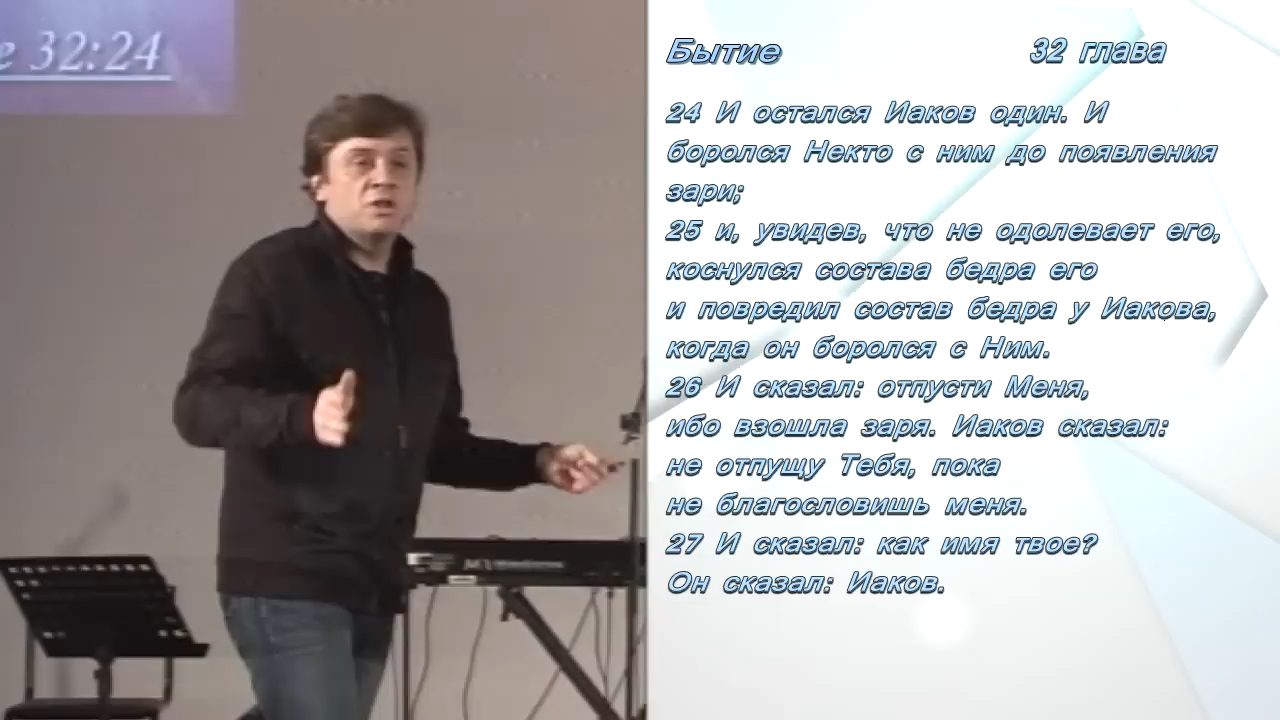 е 32:24
Бытие 32 глава
24 И остался Иаков один. И
боролся Некто с ним до появления
зари;
25 и, увидев, что не одолевает его,
коснулся состава бедра его
и повредил состав бедра у Иакова,
когда он боролся с Ним.
26 И сказал: отпусти Меня,
ибо взошла заря. Иаков сказал:
не отпущу Тебя, пока
не благословишь меня.
27 И сказал: как имя твое?
Он сказал: Иаков.